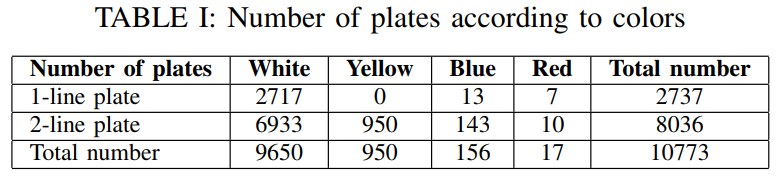 TABLE I: Number of plates according to colors
Number of plates White Yellow Blue Red Total number
1-line plate 2717 0 13 7 2737
2-line plate 6933 950 143 10 8036
Total number 9650 950 156 17 10773